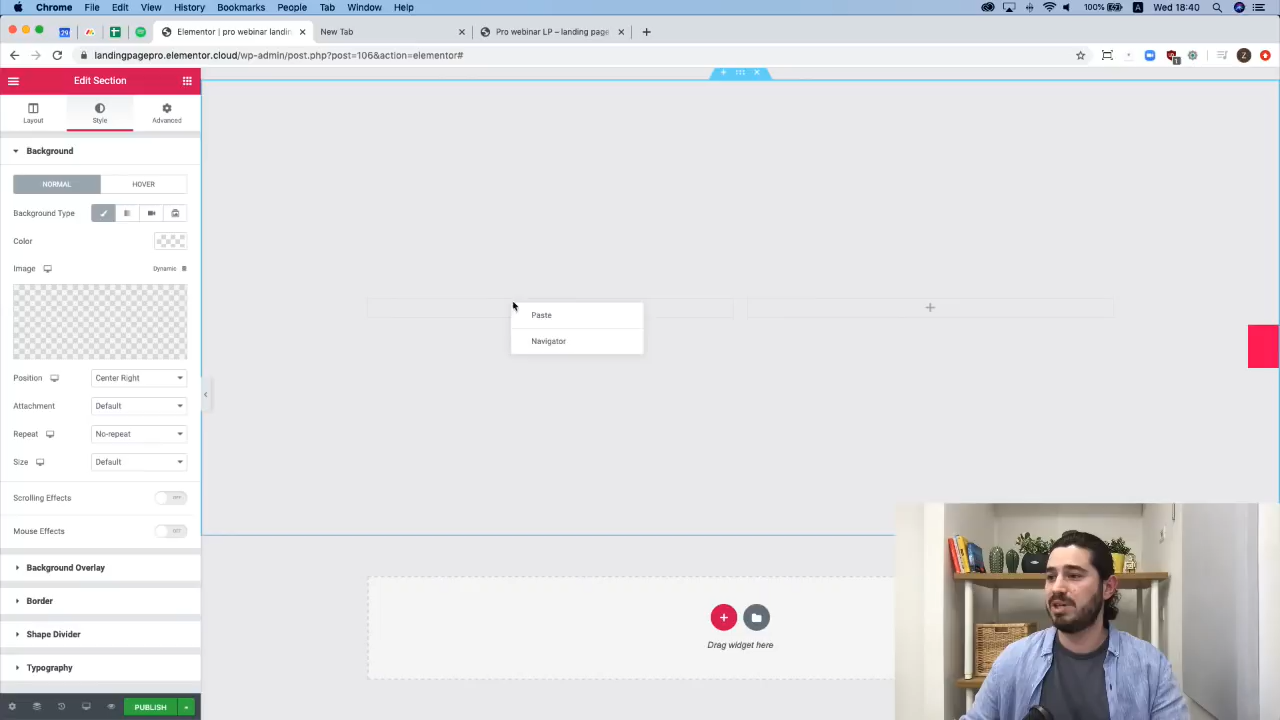 Chrome File Edit View History Bookmarks People Tab Window Help
100% A Wed 18:40
Elementor | pro webinar landin
New Tab
Pro webinar LP – landing page
landingpagepro.elementor.cloud/wp-admin/post.php?post=106&action=elementor#
Z
Edit Section
Layout
Style
Advanced
Background
NORMAL
HOVER
Background Type
Color
Image
Dynamic
Position
Center Right
Attachment
Default
Repeat
No-repeat
Size
Default
Scrolling Effects
OFF
Mouse Effects
OFF
Background Overlay
Border
Shape Divider
Typography
PUBLISH
Paste
Navigator
Drag widget here